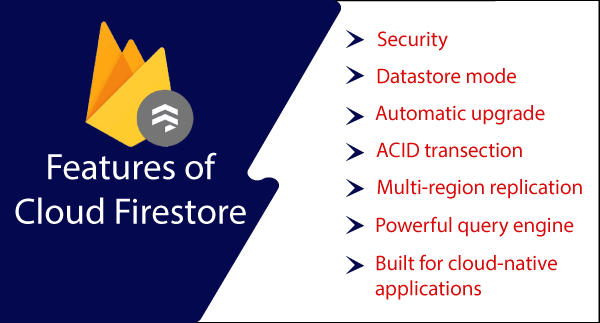 Features of
Cloud Firestore
Security
Datastore mode
Automatic upgrade
ACID transection
Multi-region replication
Powerful query engine
Built for cloud-native
applications